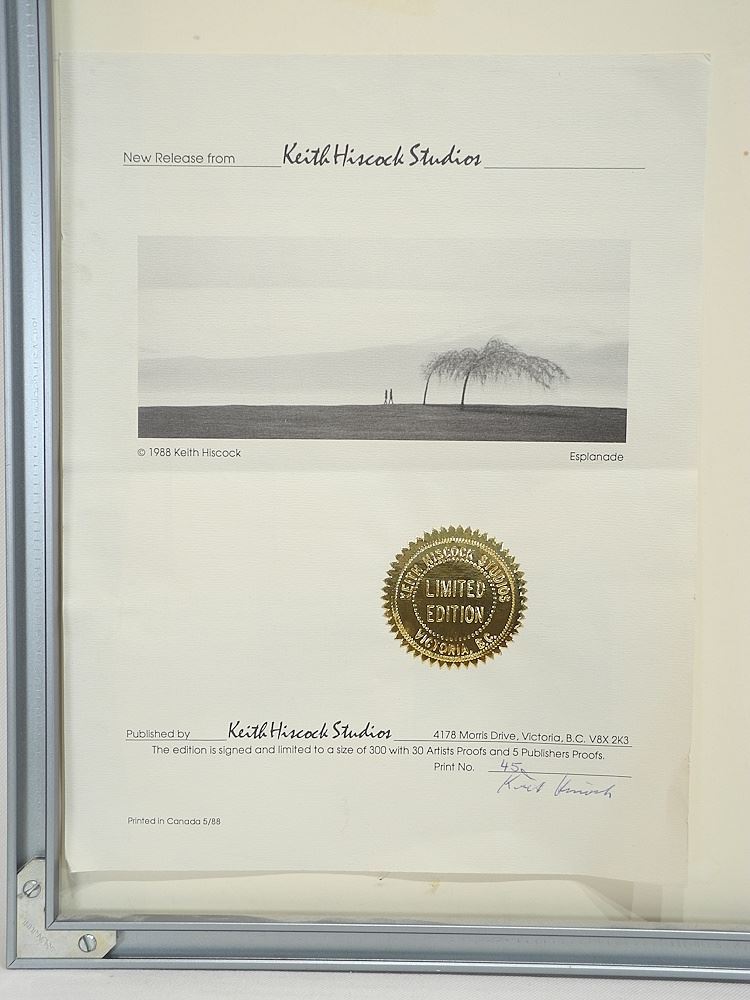 New Release from Keith Hiscock Studios
© 1988 Keith Hiscock
Esplanade
KEITH HISCOCK STUDIOS
LIMITED
EDITION
VICTORIA, B.C.
Published by Keith Hiscock Studios 4178 Morris Drive, Victoria, B.C. V8X 2K3
The edition is signed and limited to a size of 300 with 30 Artists Proofs and 5 Publishers Proofs.
Print No. 45
Keith Hiscock
Printed in Canada 5/88